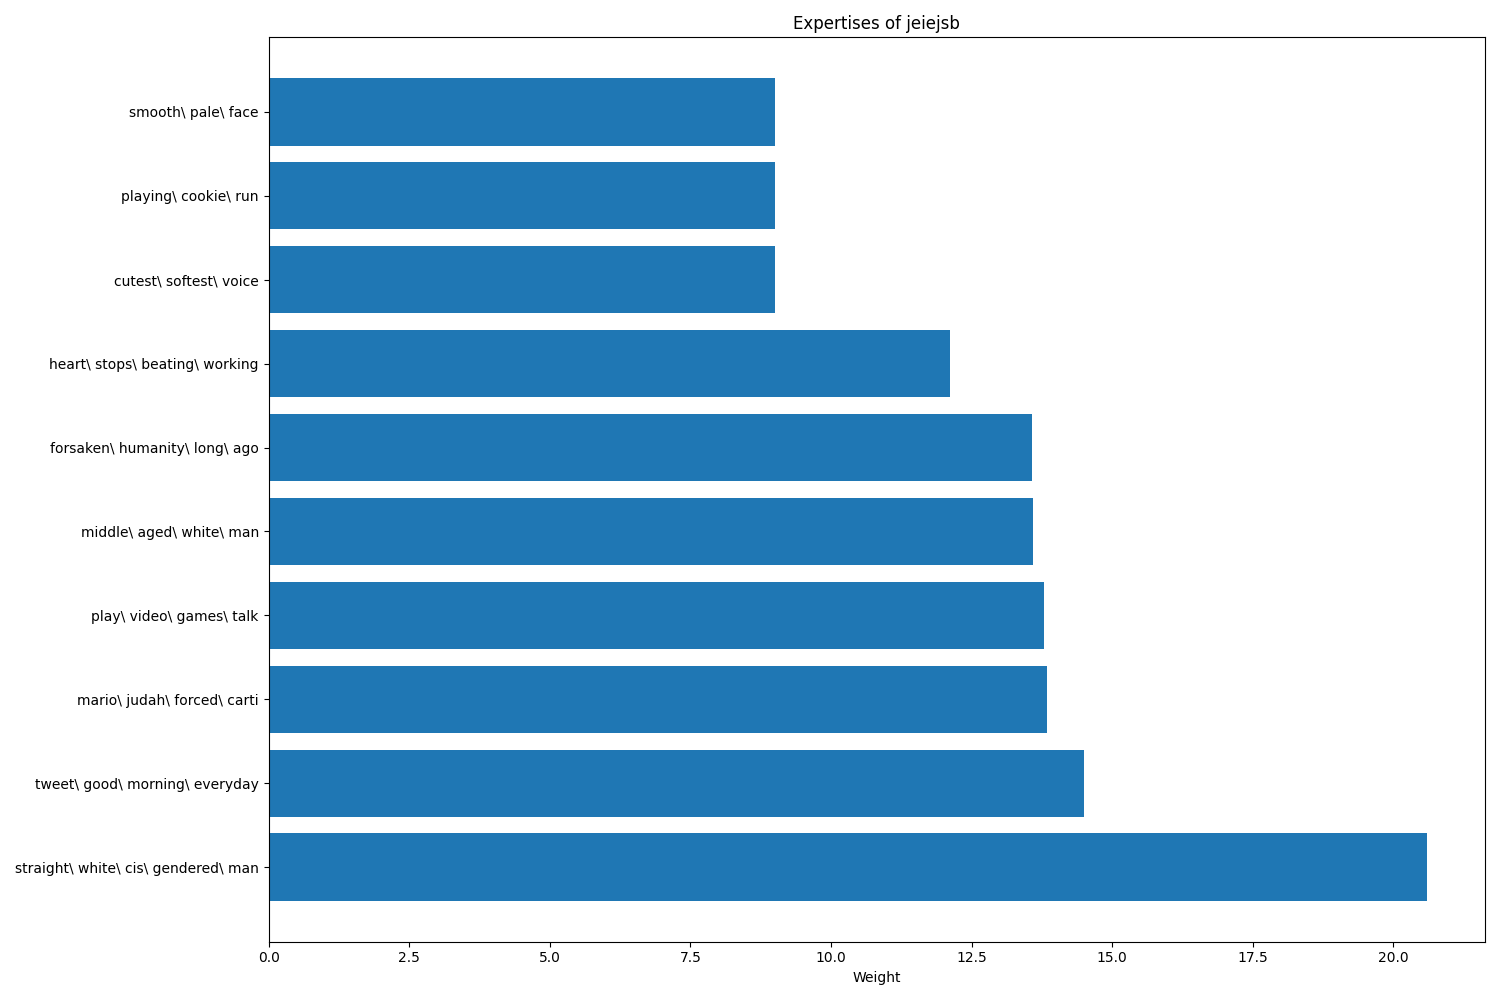 Expertises of jeiejsb
smooth\ pale\ face
playing\ cookie\ run
cutest\ softest\ voice
heart\ stops\ beating\ working
forsaken\ humanity\ long\ ago
middle\ aged\ white\ man
play\ video\ games\ talk
mario\ judah\ forced\ carti
tweet\ good\ morning\ everyday
straight\ white\ cis\ gendered\ man
0.0 2.5 5.0 7.5 10.0 12.5 15.0 17.5 20.0
Weight